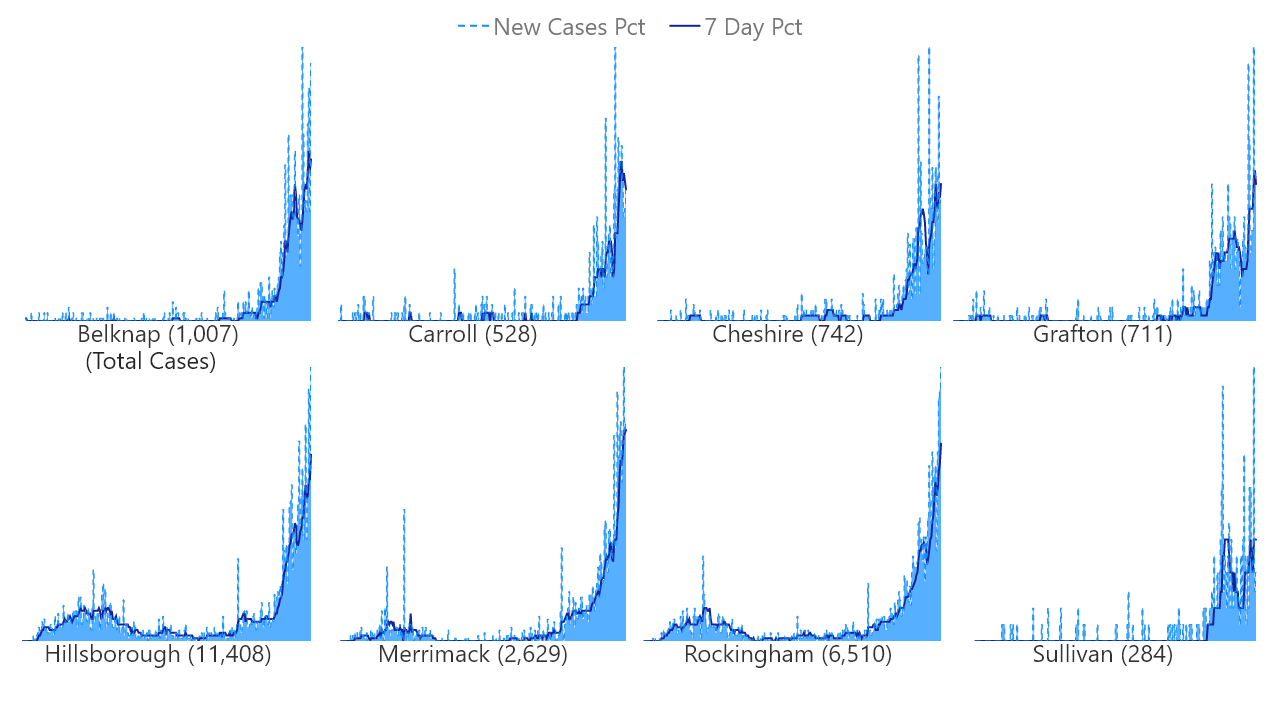 New Cases Pct 7 Day Pct
Belknap (1,007) Carroll (528) Cheshire (742) Grafton (711)
(Total Cases)
Hillsborough (11,408) Merrimack (2,629) Rockingham (6,510) Sullivan (284)